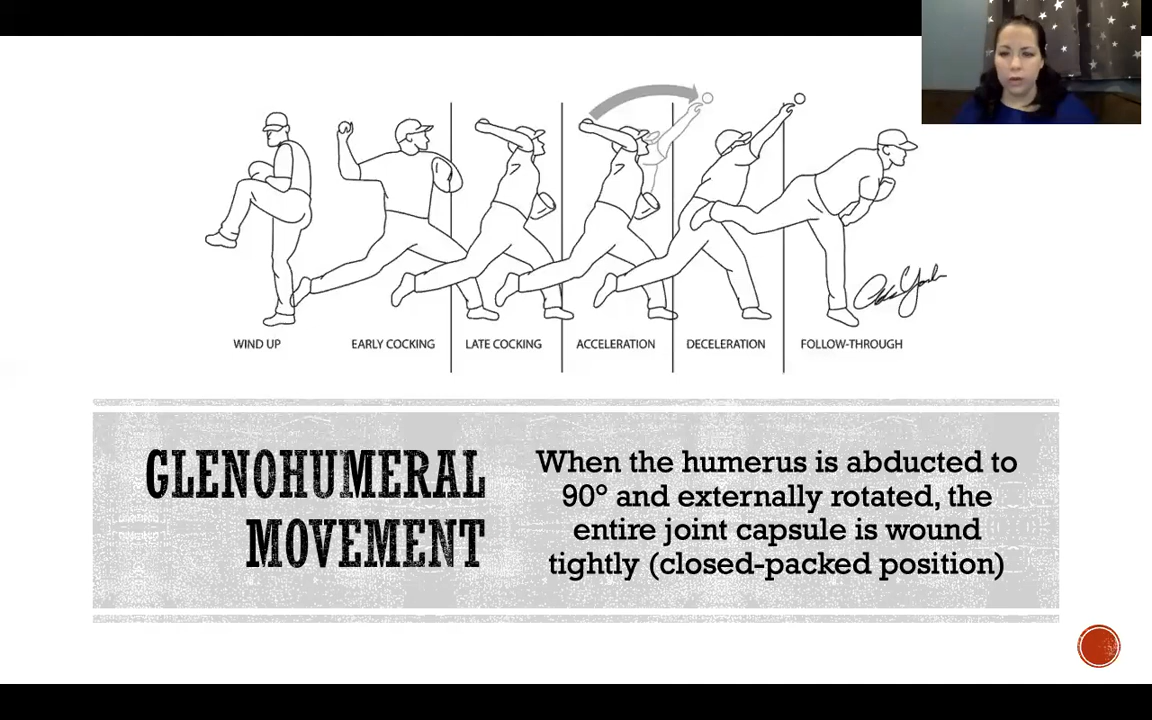 WIND UP
EARLY COCKING
LATE COCKING
ACCELERATION
DECELERATION
FOLLOW-THROUGH
GLENOHUMERAL
MOVEMENT
When the humerus is abducted to
90° and externally rotated, the
entire joint capsule is wound
tightly (closed-packed position)